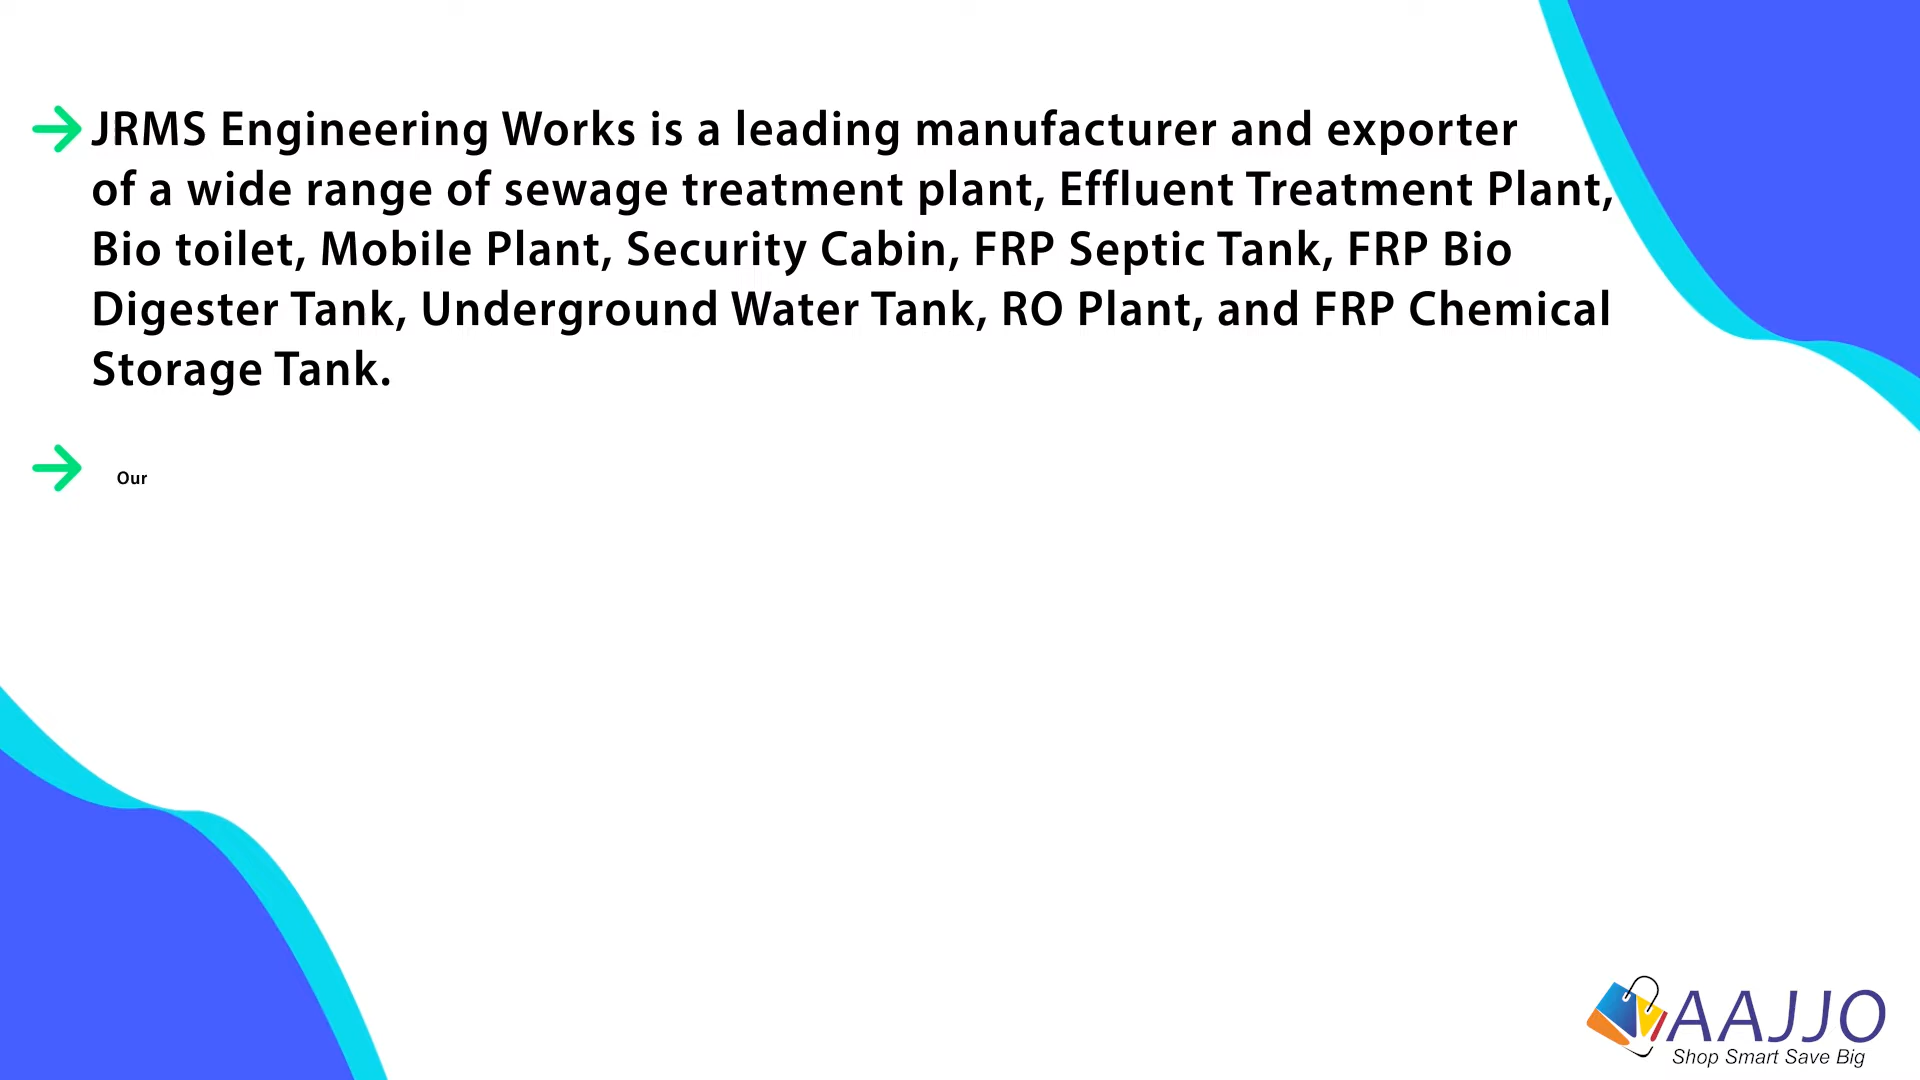 JRMS Engineering Works is a leading manufacturer and exporter
of a wide range of sewage treatment plant, Effluent Treatment Plant,
Bio toilet, Mobile Plant, Security Cabin, FRP Septic Tank, FRP Bio
Digester Tank, Underground Water Tank, RO Plant, and FRP Chemical
Storage Tank.
Our
AAJJO
Shop Smart Save Big